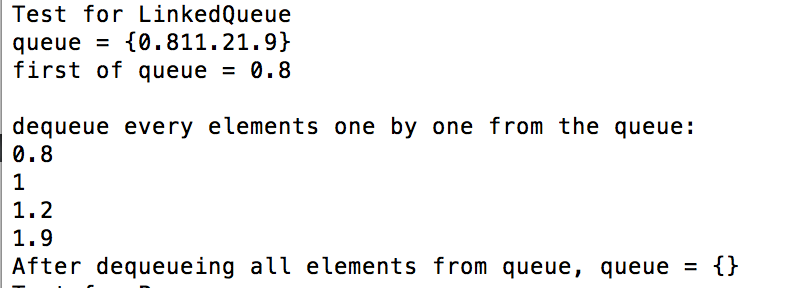 Test for LinkedQueue
queue = {0.811.21.9}
first of queue = 0.8
dequeue every elements one by one from the queue:
0.8
1
1.2
1.9
After dequeueing all elements from queue, queue = {}